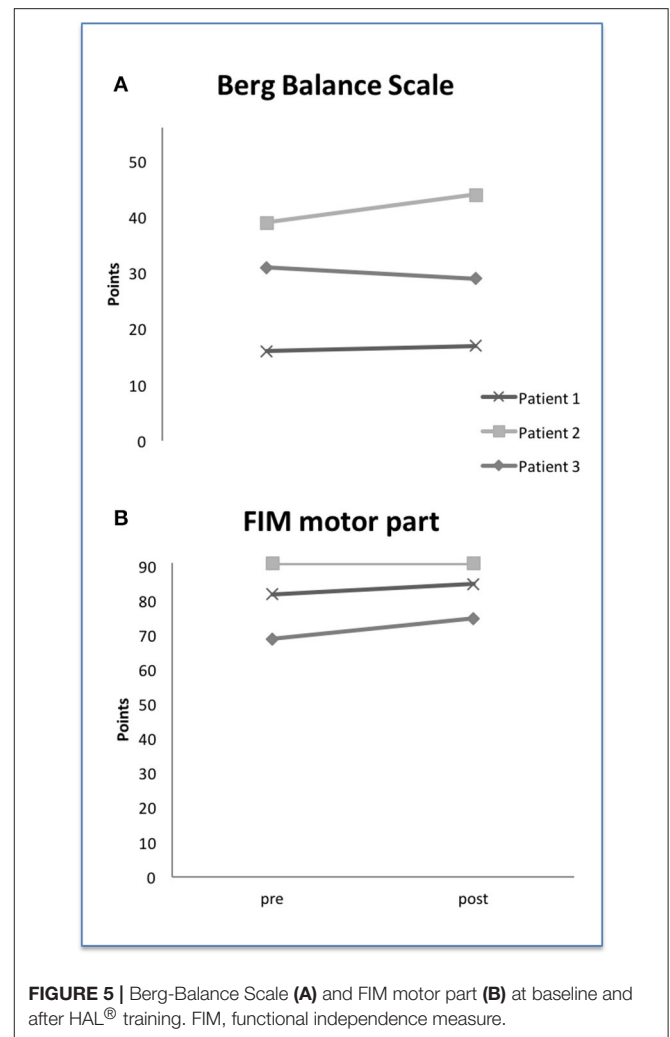 A
Berg Balance Scale
50
40
30
20
10
0
Points
Patient 1
Patient 2
Patient 3
B
FIM motor part
90
80
70
60
50
40
30
20
10
0
Points
pre post
FIGURE 5 | Berg-Balance Scale (A) and FIM motor part (B) at baseline and
after HAL® training. FIM, functional independence measure.